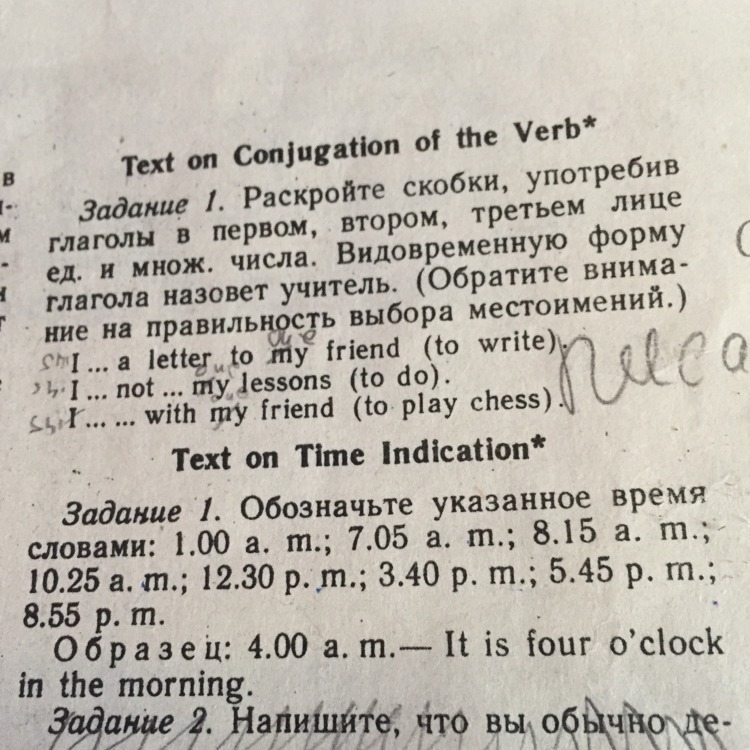 Text on Conjugation of the Verb*
Задание 1. Раскройте скобки, употребив
глаголы в первом, втором, третьем лице
ед. и множ. числа. Видовременную форму
глагола назовет учитель. (Обратите внима-
ние на правильность выбора местоимений.)
I ... a letter to my friend (to write).
I ... not ... my lessons (to do).
I ... ... with my friend (to play chess).
Text on Time Indication*
Задание 1. Обозначьте указанное время
словами: 1.00 a. m.; 7.05 a. m.; 8.15 a. m.;
10.25 a. m.; 12.30 p. m.; 3.40 p. m.; 5.45 p. m.;
8.55 p. m.
Образец: 4.00 a. m.— It is four o'clock
in the morning.
Задание 2. Напишите, что вы обычно де-